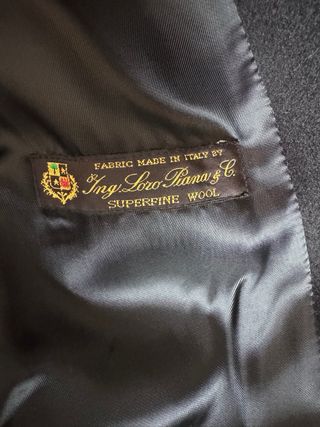 FABRIC MADE IN ITALY BY
Ing. Loro Piana & C.
SUPERFINE WOOL